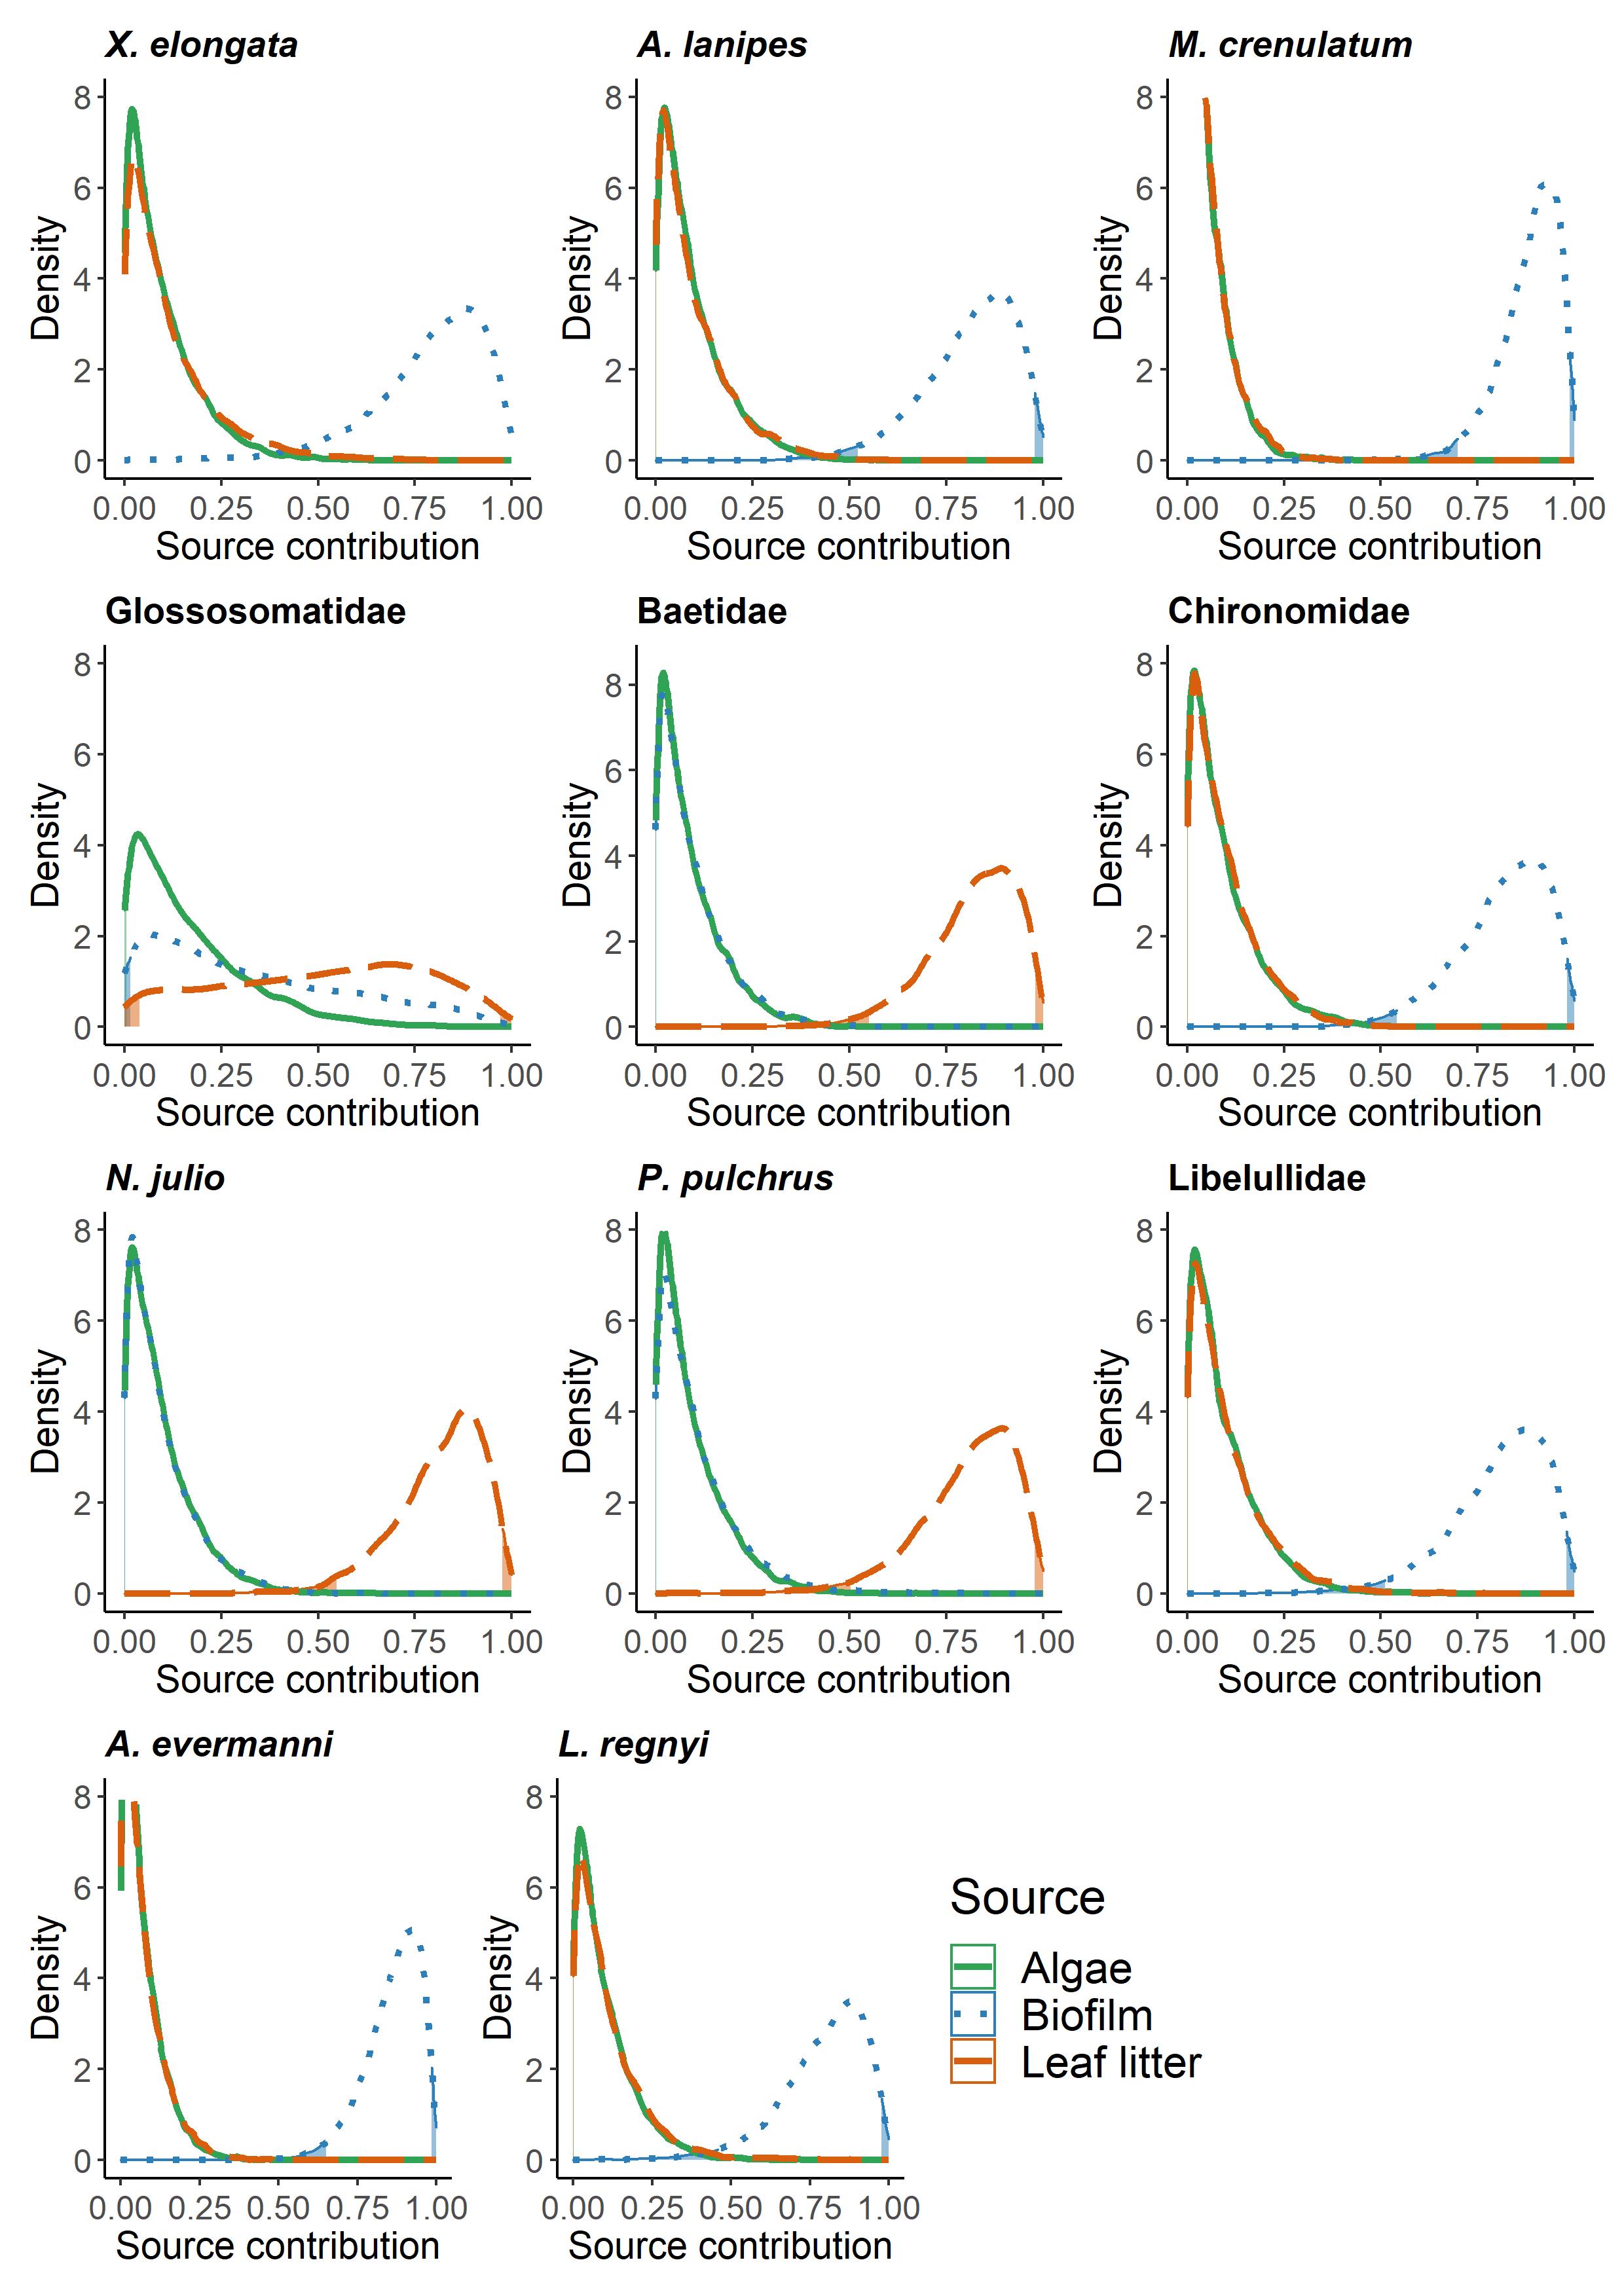 X. elongata
A. lanipes
M. crenulatum
8
6
4
2
0
Density
0.00 0.25 0.50 0.75 1.00
Source contribution
8
6
4
2
0
Density
0.00 0.25 0.50 0.75 1.00
Source contribution
8
6
4
2
0
Density
0.00 0.25 0.50 0.75 1.00
Source contribution
Glossosomatidae
Baetidae
Chironomidae
8
6
4
2
0
Density
0.00 0.25 0.50 0.75 1.00
Source contribution
8
6
4
2
0
Density
0.00 0.25 0.50 0.75 1.00
Source contribution
8
6
4
2
0
Density
0.00 0.25 0.50 0.75 1.00
Source contribution
N. julio
P. pulchrus
Libelullidae
8
6
4
2
0
Density
0.00 0.25 0.50 0.75 1.00
Source contribution
8
6
4
2
0
Density
0.00 0.25 0.50 0.75 1.00
Source contribution
8
6
4
2
0
Density
0.00 0.25 0.50 0.75 1.00
Source contribution
A. evermanni
L. regnyi
8
6
4
2
0
Density
0.00 0.25 0.50 0.75 1.00
Source contribution
8
6
4
2
0
Density
0.00 0.25 0.50 0.75 1.00
Source contribution
Source
Algae
Biofilm
Leaf litter